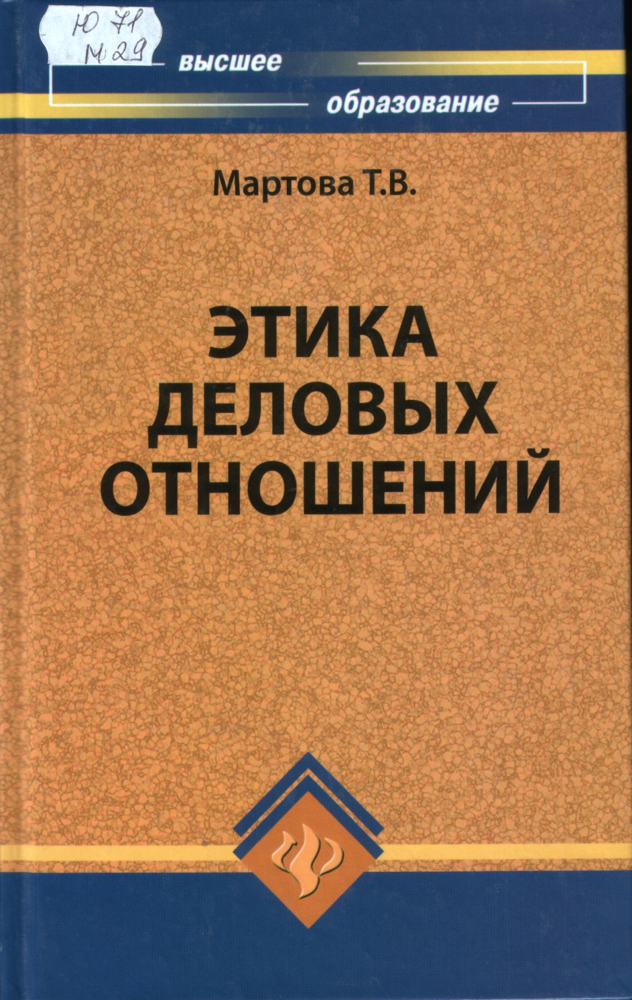 Ю 71
М 29
высшее
образование
Мартова Т.В.
ЭТИКА
ДЕЛОВЫХ
ОТНОШЕНИЙ